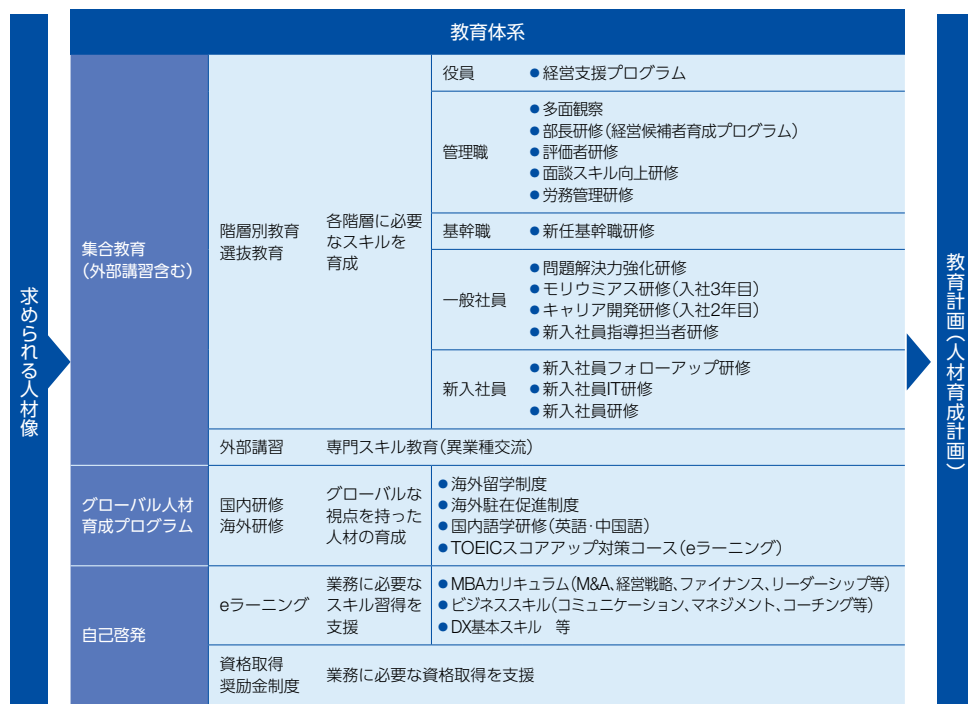 求められる人材像
教育体系
集合教育
（外部講習含む）
階層別教育
選抜教育
各階層に必要
なスキルを
育成
役員
●経営支援プログラム
管理職
●多面観察
●部長研修（経営候補者育成プログラム）
●評価者研修
●面談スキル向上研修
●労務管理研修
基幹職
●新任基幹職研修
一般社員
●問題解決力強化研修
●モリウミアス研修（入社3年目）
●キャリア開発研修（入社2年目）
●新入社員指導担当者研修
新入社員
●新入社員フォローアップ研修
●新入社員IT研修
●新入社員研修
外部講習
専門スキル教育（異業種交流）
グローバル人材
育成プログラム
国内研修
海外研修
グローバルな
視点を持った
人材の育成
●海外留学制度
●海外駐在促進制度
●国内語学研修（英語・中国語）
●TOEICスコアアップ対策コース（eラーニング）
自己啓発
eラーニング
業務に必要な
スキル習得を
支援
●MBAカリキュラム（M&A、経営戦略、ファイナンス、リーダーシップ等）
●ビジネススキル（コミュニケーション、マネジメント、コーチング等）
●DX基本スキル　等
資格取得
奨励金制度
業務に必要な資格取得を支援
教育計画（人材育成計画）